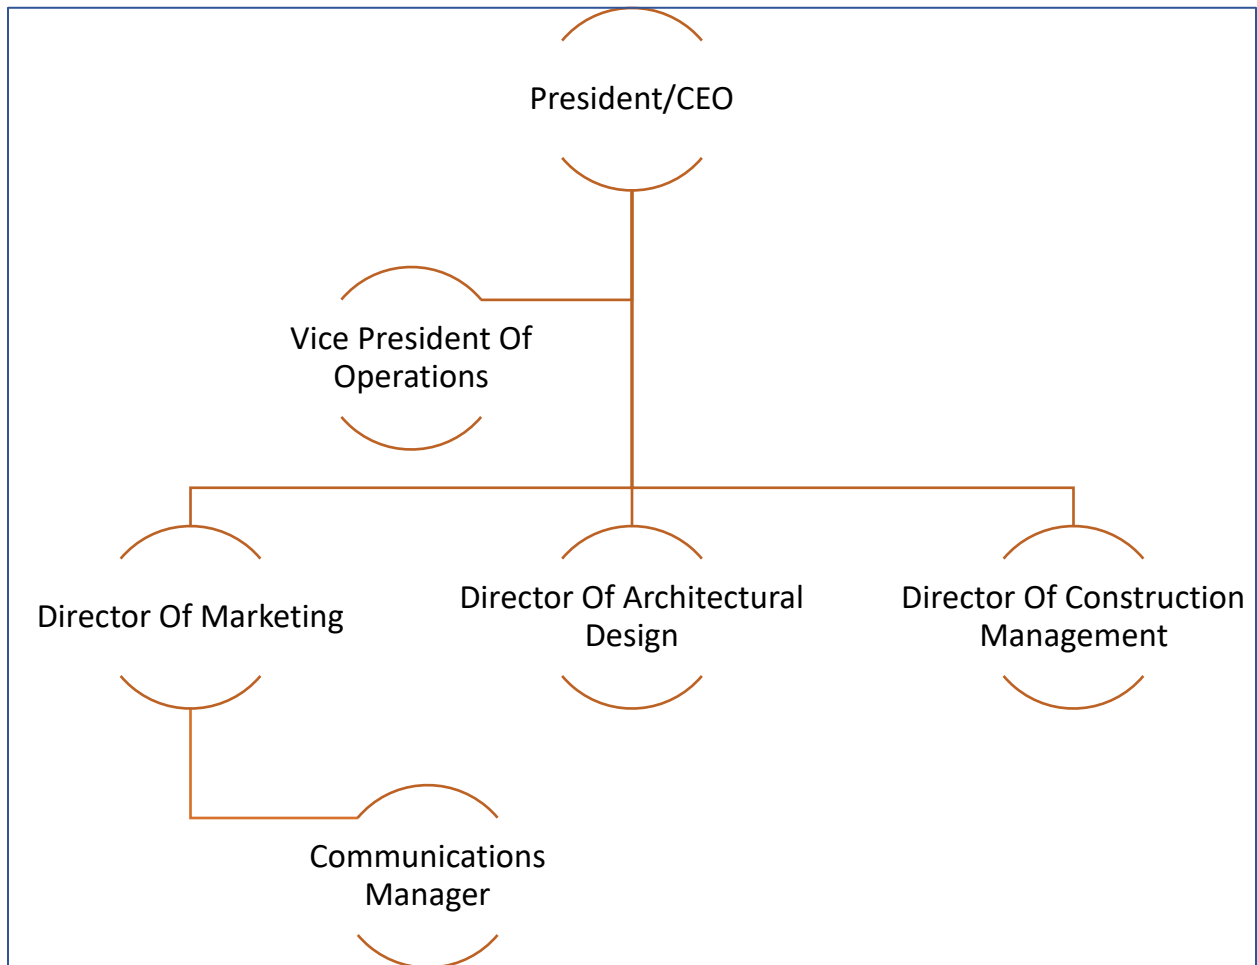 President/CEO
Vice President Of
Operations
Director Of Marketing
Director Of Architectural
Design
Director Of Construction
Management
Communications
Manager